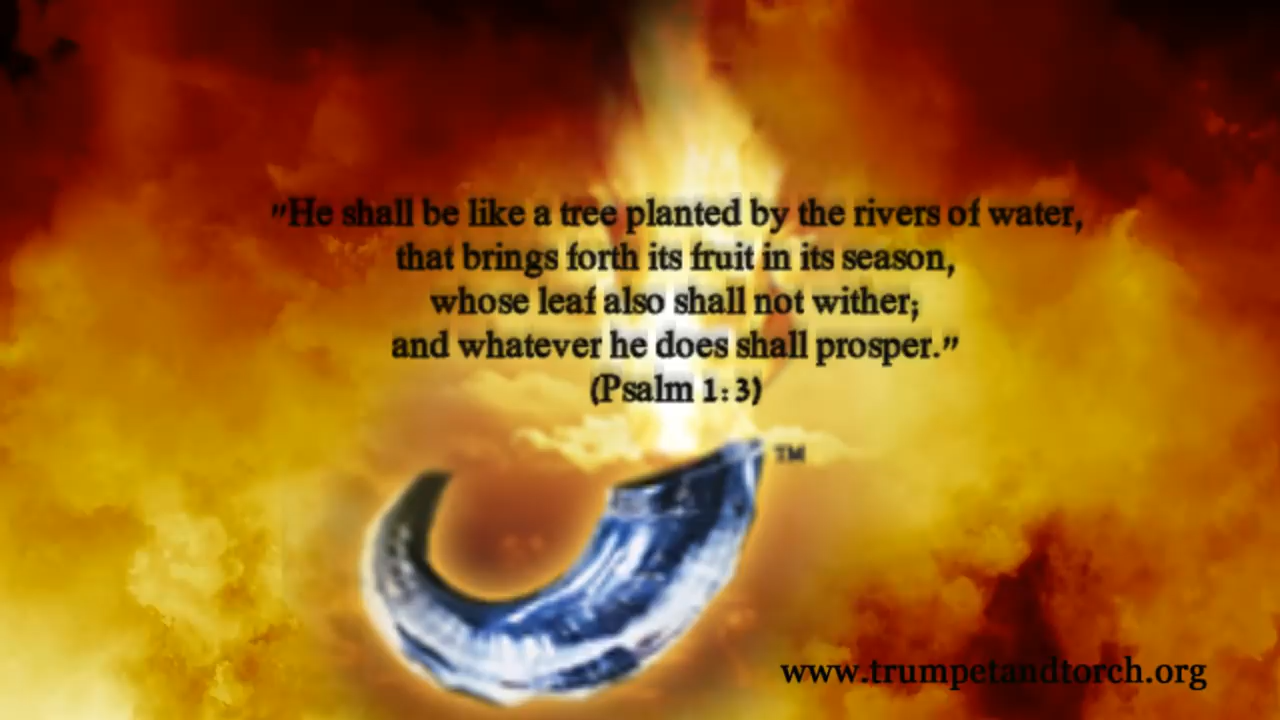 "He shall be like a tree planted by the rivers of water,
that brings forth its fruit in its season,
whose leaf also shall not wither;
and whatever he does shall prosper."
(Psalm 1:3)
TM
www.trumpetandtorch.org